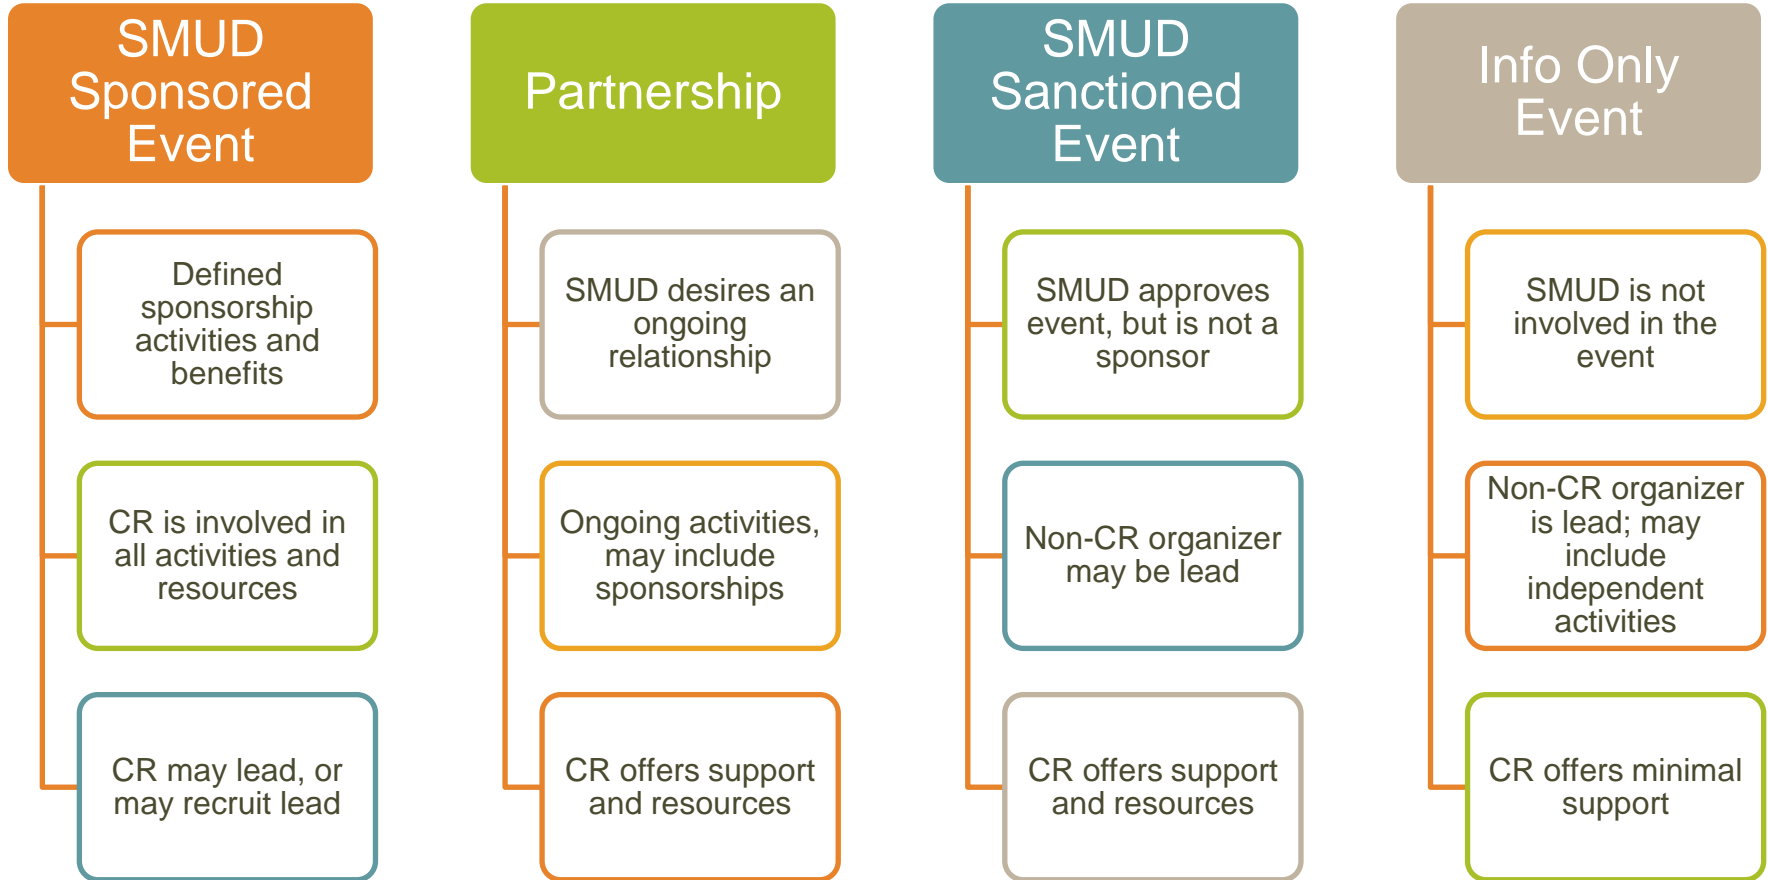 SMUD
Sponsored
Event
Defined
sponsorship
activities and
benefits
CR is involved in
all activities and
resources
CR may lead, or
may recruit lead
Partnership
SMUD desires an
ongoing
relationship
Ongoing activities,
may include
sponsorships
CR offers support
and resources
SMUD
Sanctioned
Event
SMUD approves
event, but is not a
sponsor
Non-CR organizer
may be lead
CR offers support
and resources
Info Only
Event
SMUD is not
involved in the
event
Non-CR organizer
is lead; may
include
independent
activities
CR offers minimal
support